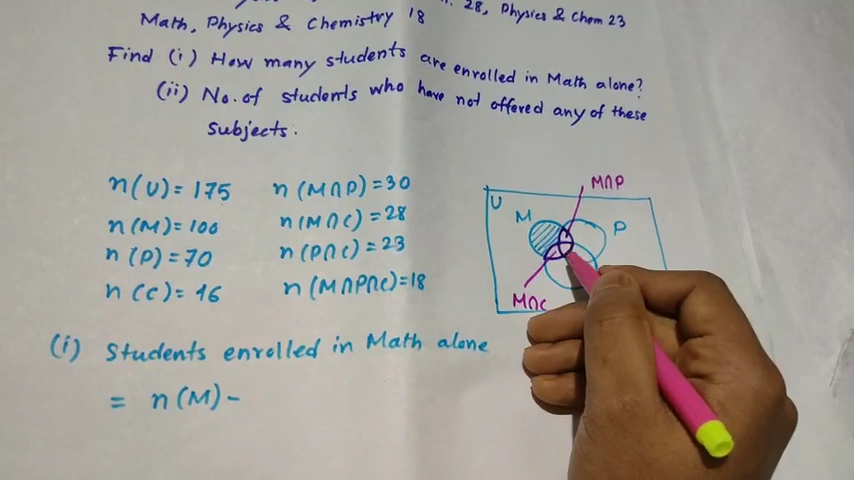 28, Physics & Chem 23
Math, Physics & Chemistry 18
Find (i) How many students are enrolled in Math alone?
(ii) No. of students who have not offered any of these
subjects.
n(U) = 175
n(M∩P) = 30
n(M) = 100
n(M∩C) = 28
n(P) = 70
n(P∩C) = 23
n(C) = 46
n(M∩P∩C) = 18
M∩P
U
M
P
M∩C
(i) Students enrolled in Math alone
= n(M) -